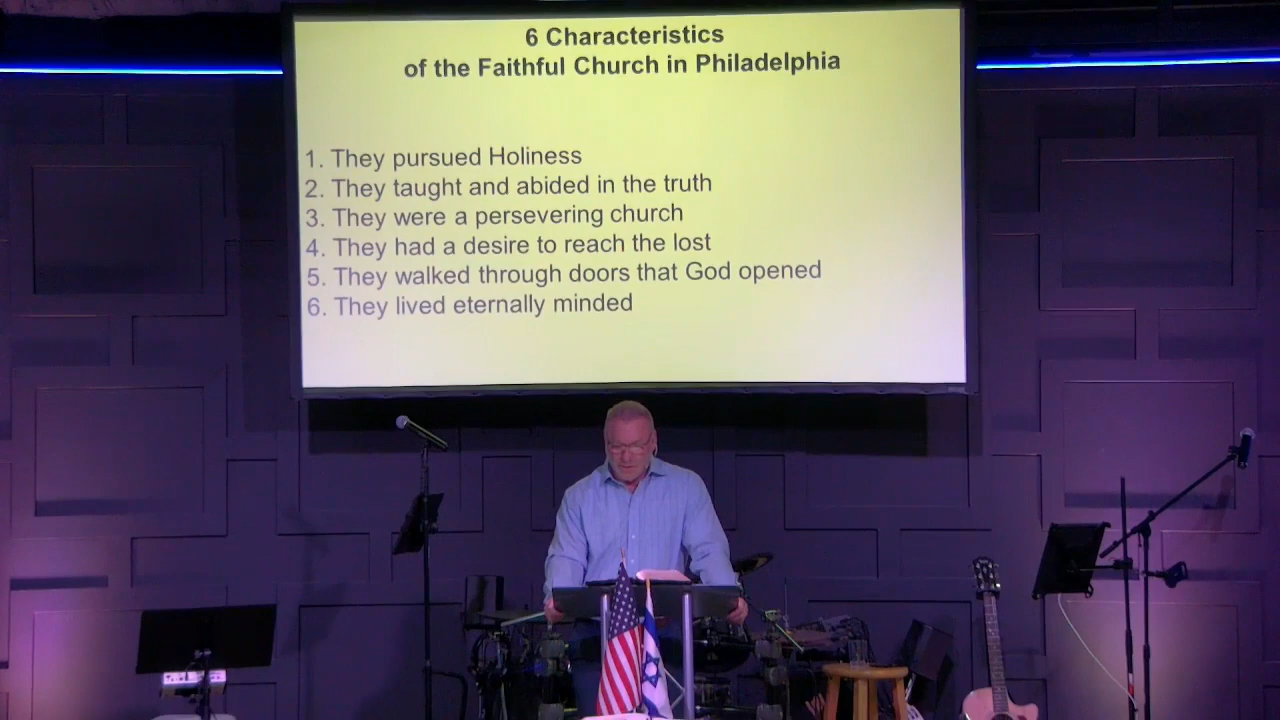 6 Characteristics
of the Faithful Church in Philadelphia
1. They pursued Holiness
2. They taught and abided in the truth
3. They were a persevering church
4. They had a desire to reach the lost
5. They walked through doors that God opened
6. They lived eternally minded